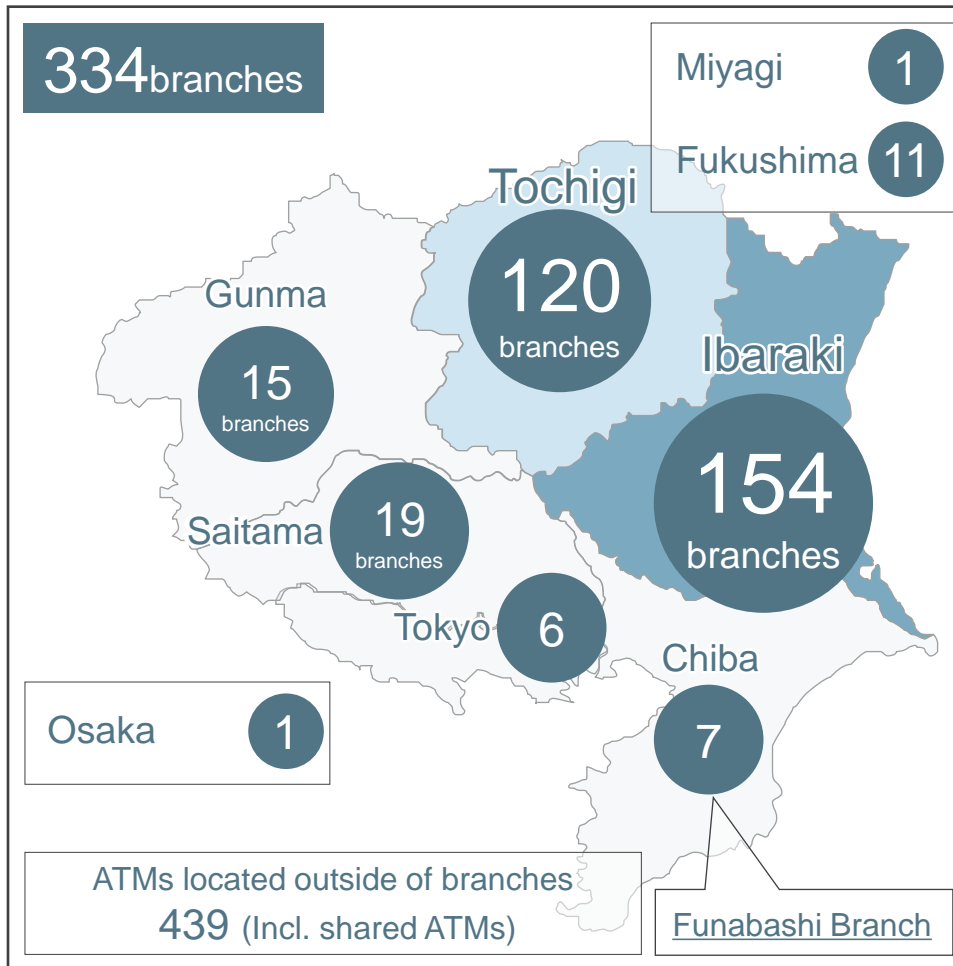 334branches
Miyagi 1
Fukushima 11
Tochigi
120
branches
Gunma
15
branches
Ibaraki
154
branches
Saitama
19
branches
Tokyo
6
Chiba
7
Osaka 1
ATMs located outside of branches
439 (Incl. shared ATMs)
Funabashi Branch